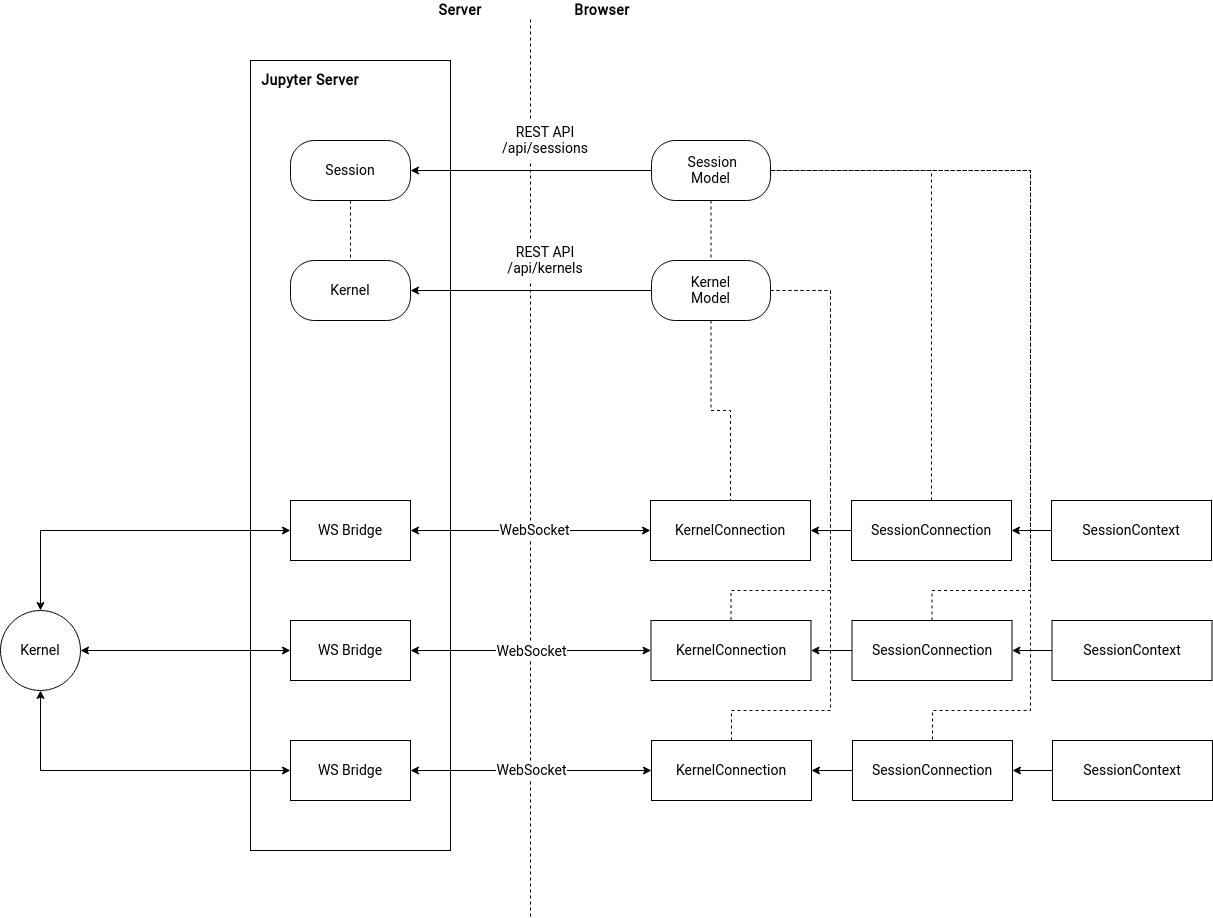 Server
Browser
Jupyter Server
REST API
/api/sessions
Session
Session
Model
REST API
/api/kernels
Kernel
Kernel
Model
WS Bridge
WebSocket
KernelConnection
SessionConnection
SessionContext
Kernel
WS Bridge
WebSocket
KernelConnection
SessionConnection
SessionContext
WS Bridge
WebSocket
KernelConnection
SessionConnection
SessionContext